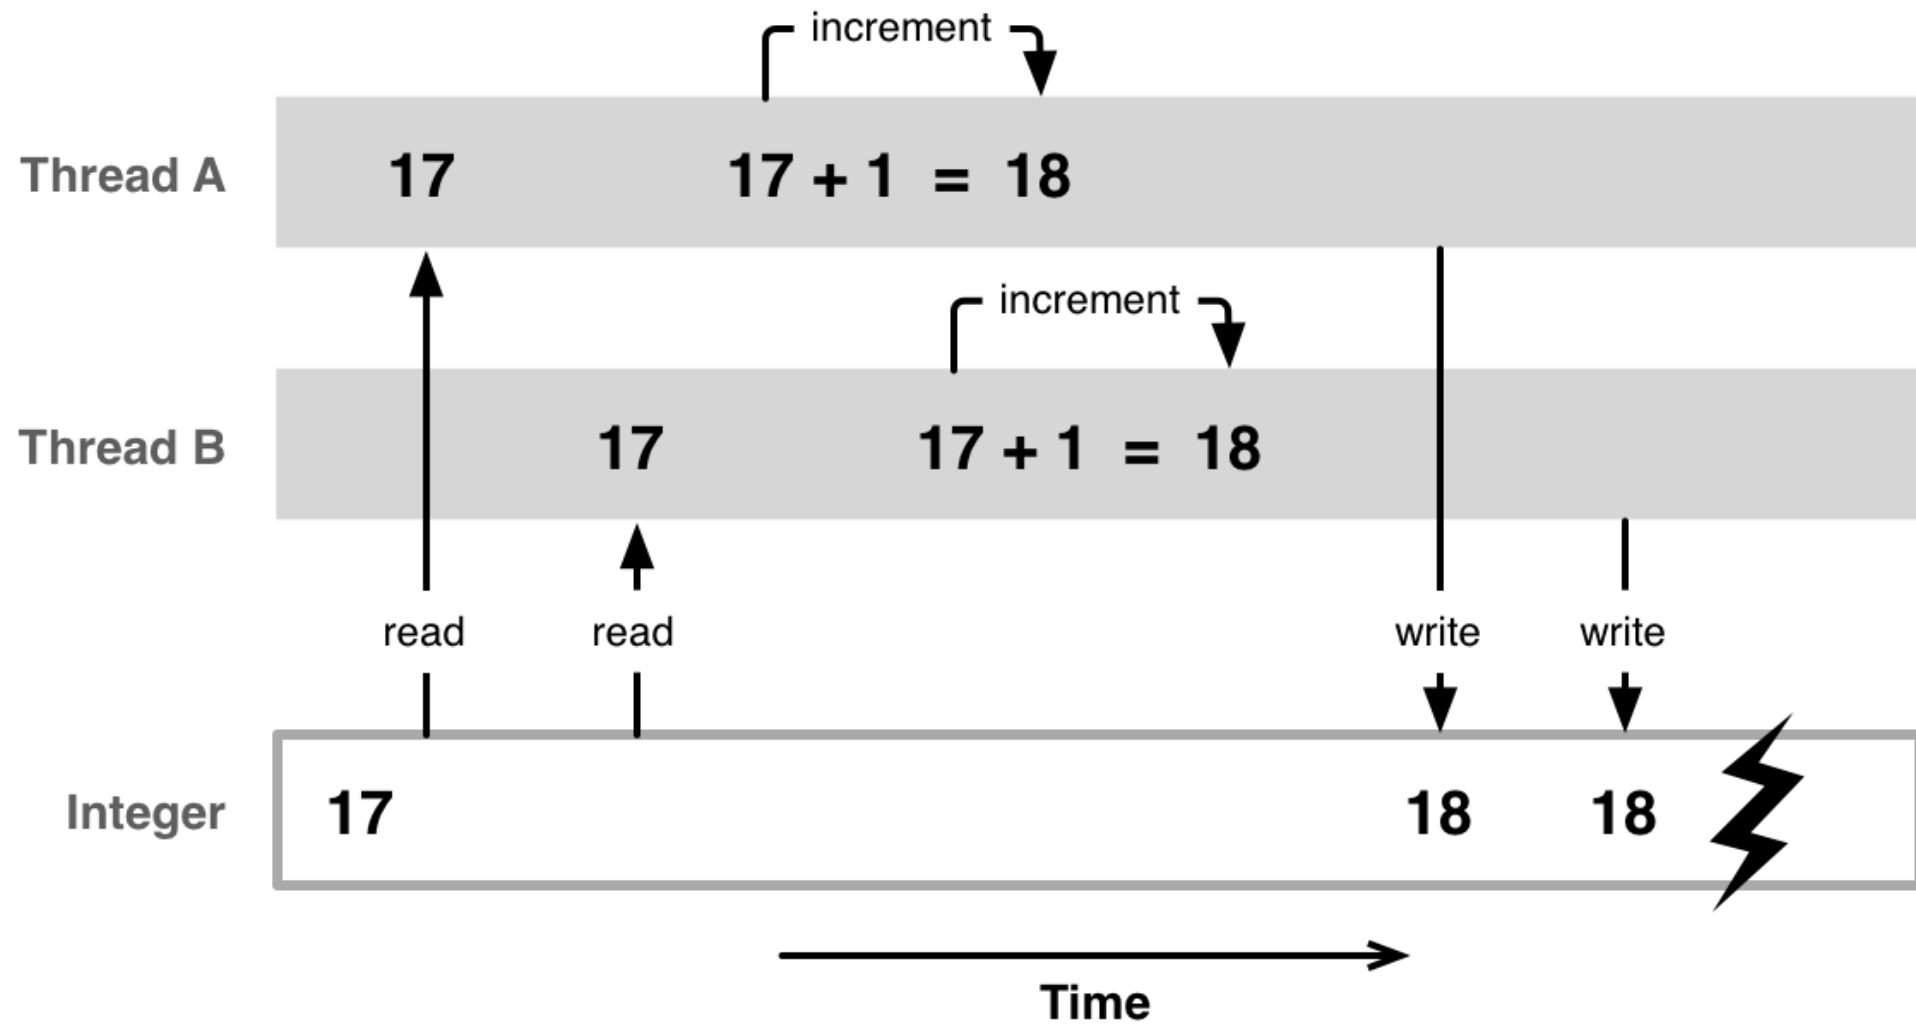 increment
Thread A 17 17 + 1 = 18
increment
Thread B 17 17 + 1 = 18
read read write write
Integer 17 18 18
Time